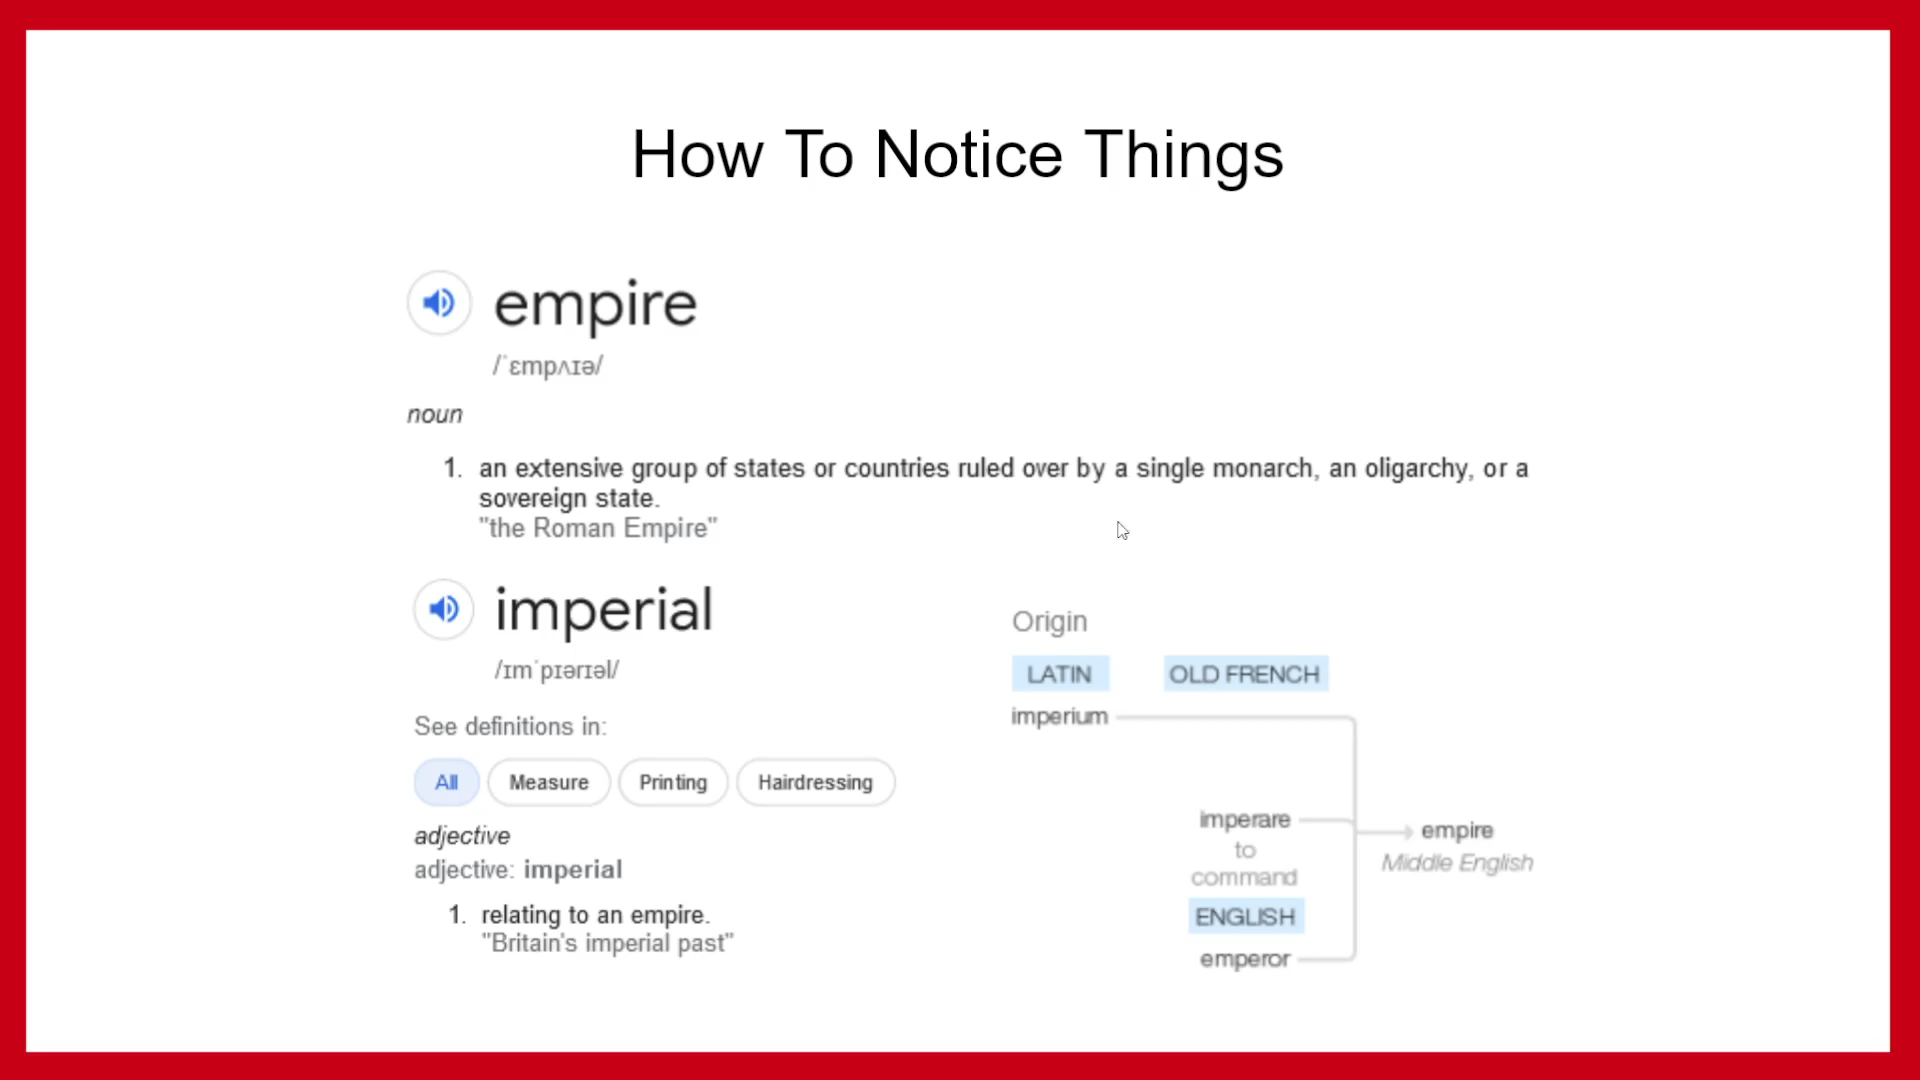 How To Notice Things
empire
/ˈɛmpʌɪə/
noun
1. an extensive group of states or countries ruled over by a single monarch, an oligarchy, or a
sovereign state.
"the Roman Empire"
imperial
/ɪmˈpɪərɪəl/
See definitions in:
All Measure Printing Hairdressing
adjective
adjective: imperial
1. relating to an empire.
"Britain's imperial past"
Origin
LATIN OLD FRENCH
imperium
imperare
to
command
ENGLISH
emperor
empire
Middle English